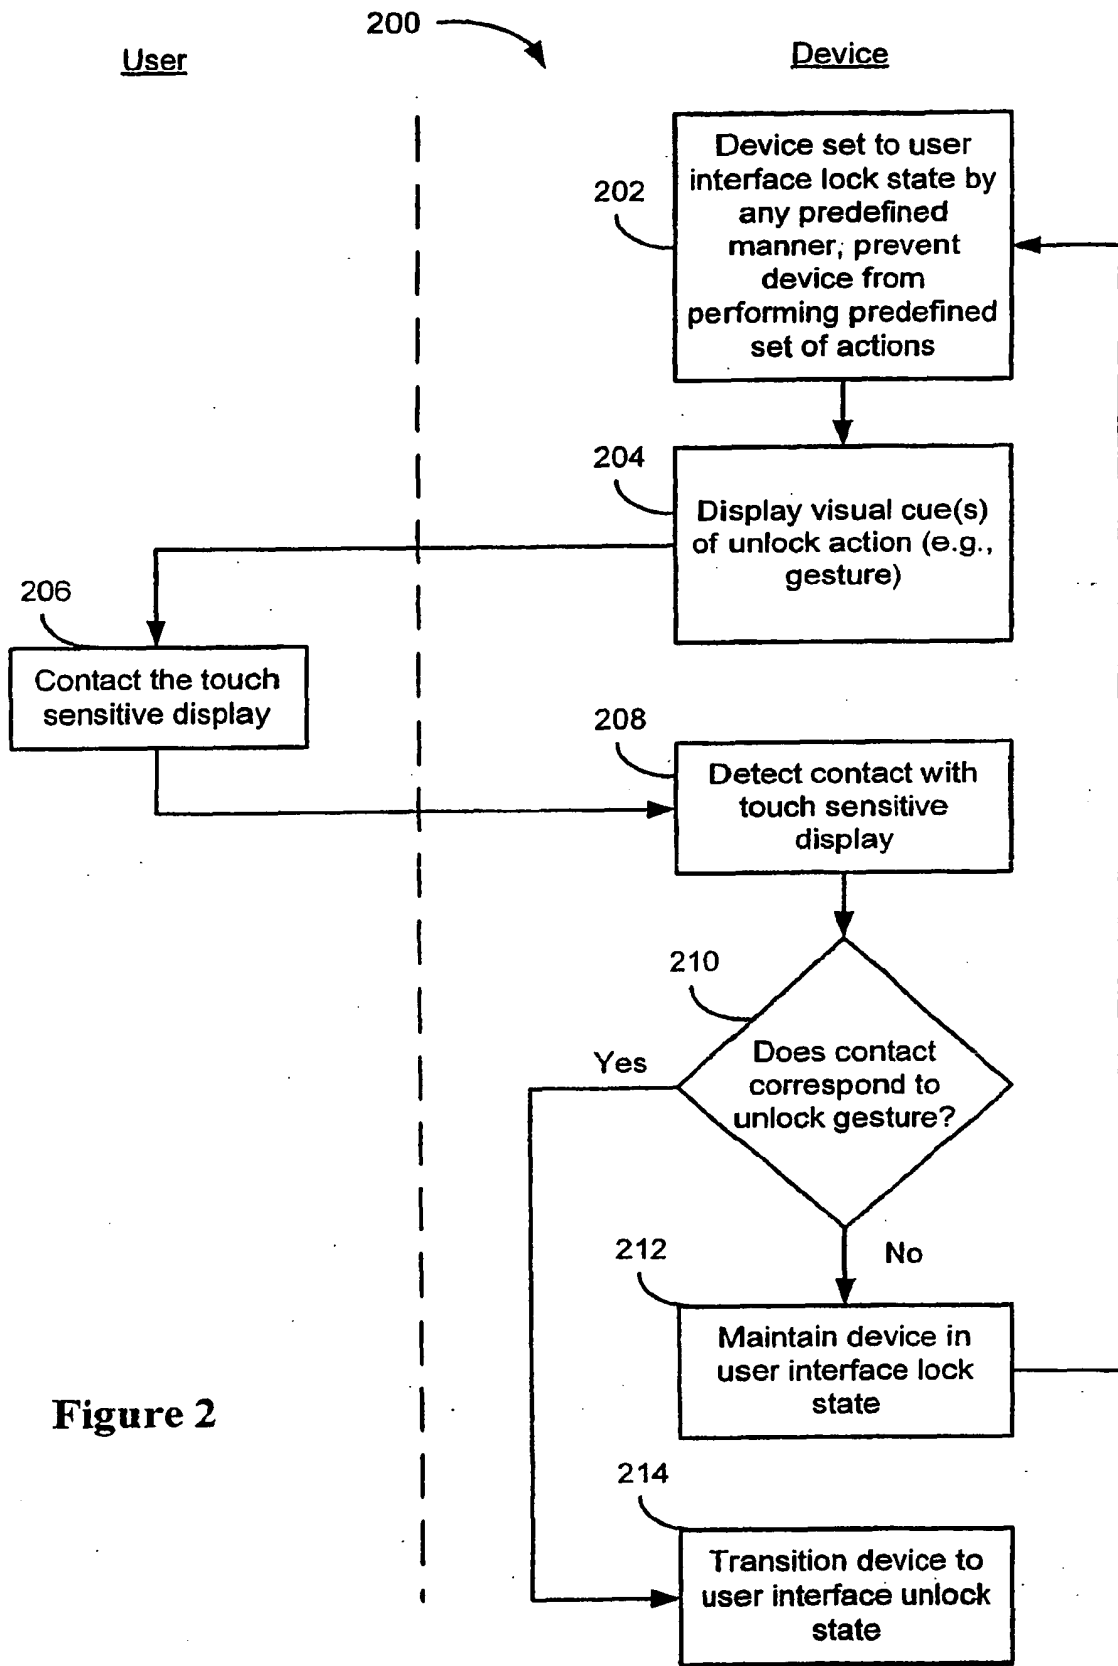 200
User
Device
202
Device set to user
interface lock state by
any predefined
manner; prevent
device from
performing predefined
set of actions
204
Display visual cue(s)
of unlock action (e.g.,
gesture)
206
Contact the touch
sensitive display
208
Detect contact with
touch sensitive
display
210
Does contact
correspond to
unlock gesture?
Yes
No
212
Maintain device in
user interface lock
state
Figure 2
214
Transition device to
user interface unlock
state